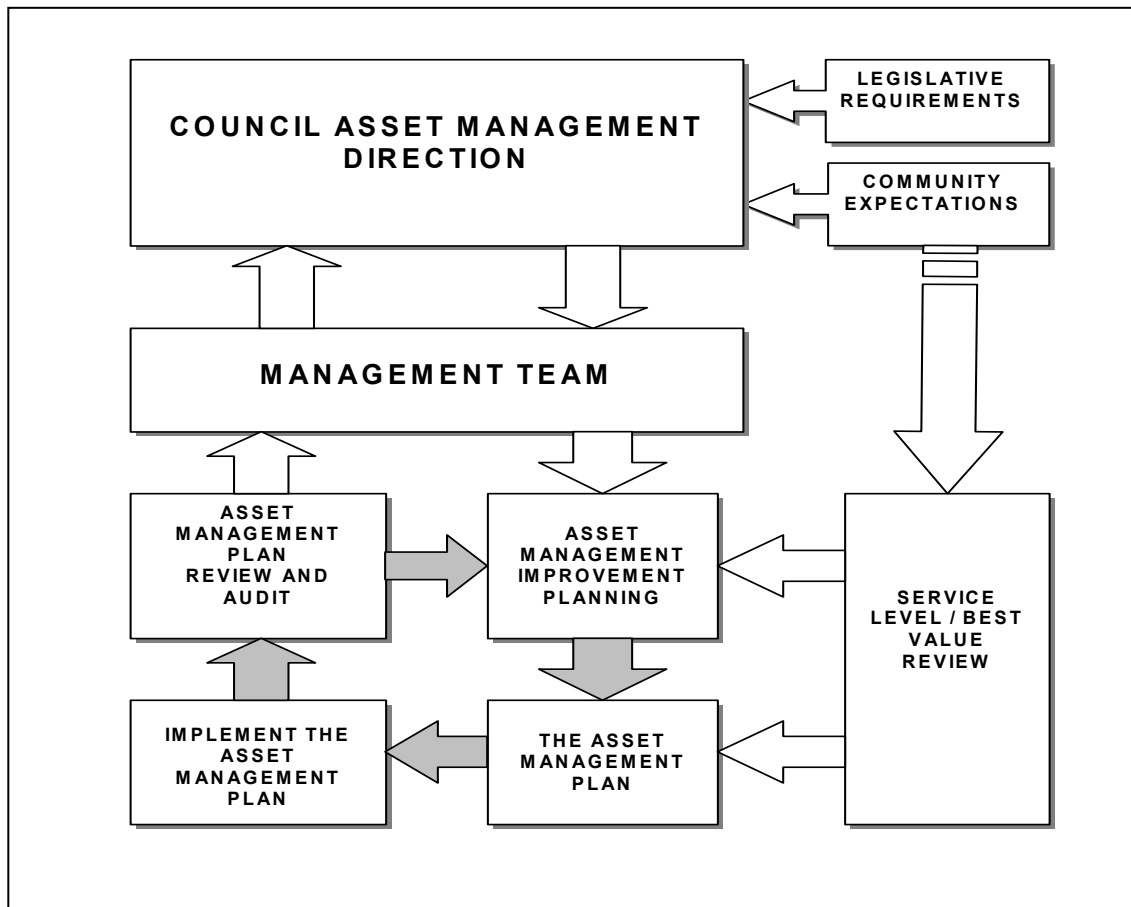 COUNCIL ASSET MANAGEMENT
DIRECTION
LEGISLATIVE
REQUIREMENTS
COMMUNITY
EXPECTATIONS
MANAGEMENT TEAM
ASSET
MANAGEMENT
PLAN
REVIEW AND
AUDIT
ASSET
MANAGEMENT
IMPROVEMENT
PLANNING
SERVICE
LEVEL / BEST
VALUE
REVIEW
IMPLEMENT THE
ASSET
MANAGEMENT
PLAN
THE ASSET
MANAGEMENT
PLAN